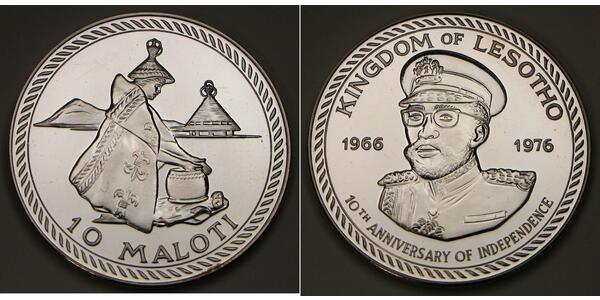 10 MALOTI
KINGDOM OF LESOTHO
1966 1976
10TH ANNIVERSARY OF INDEPENDENCE